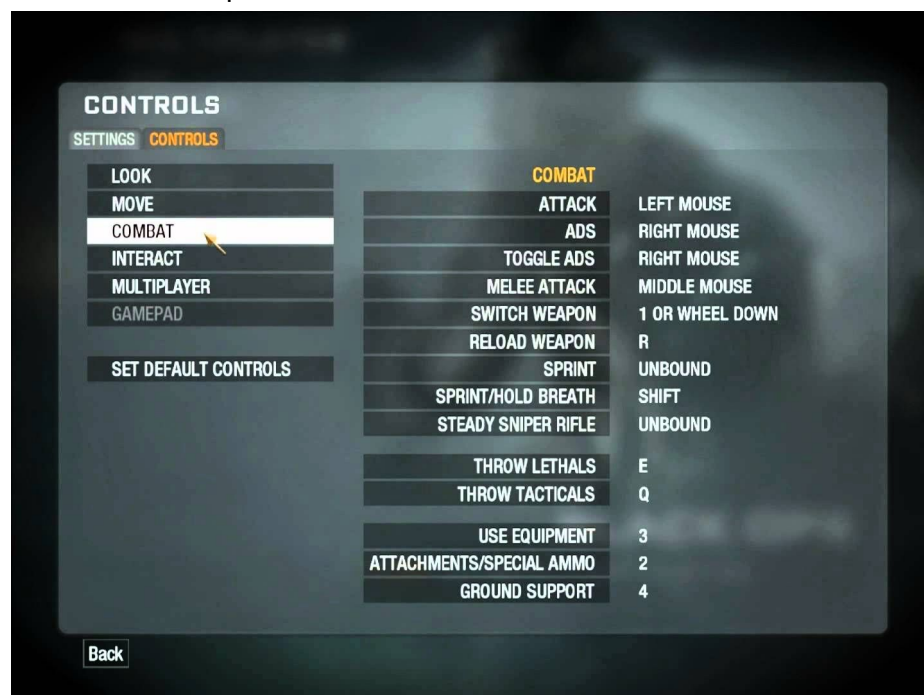 CONTROLS
SETTINGS CONTROLS
LOOK
MOVE
COMBAT
INTERACT
MULTIPLAYER
GAMEPAD
SET DEFAULT CONTROLS
COMBAT
ATTACK LEFT MOUSE
ADS RIGHT MOUSE
TOGGLE ADS RIGHT MOUSE
MELEE ATTACK MIDDLE MOUSE
SWITCH WEAPON 1 OR WHEEL DOWN
RELOAD WEAPON R
SPRINT UNBOUND
SPRINT/HOLD BREATH SHIFT
STEADY SNIPER RIFLE UNBOUND
THROW LETHALS E
THROW TACTICALS Q
USE EQUIPMENT 3
ATTACHMENTS/SPECIAL AMMO 2
GROUND SUPPORT 4
Back